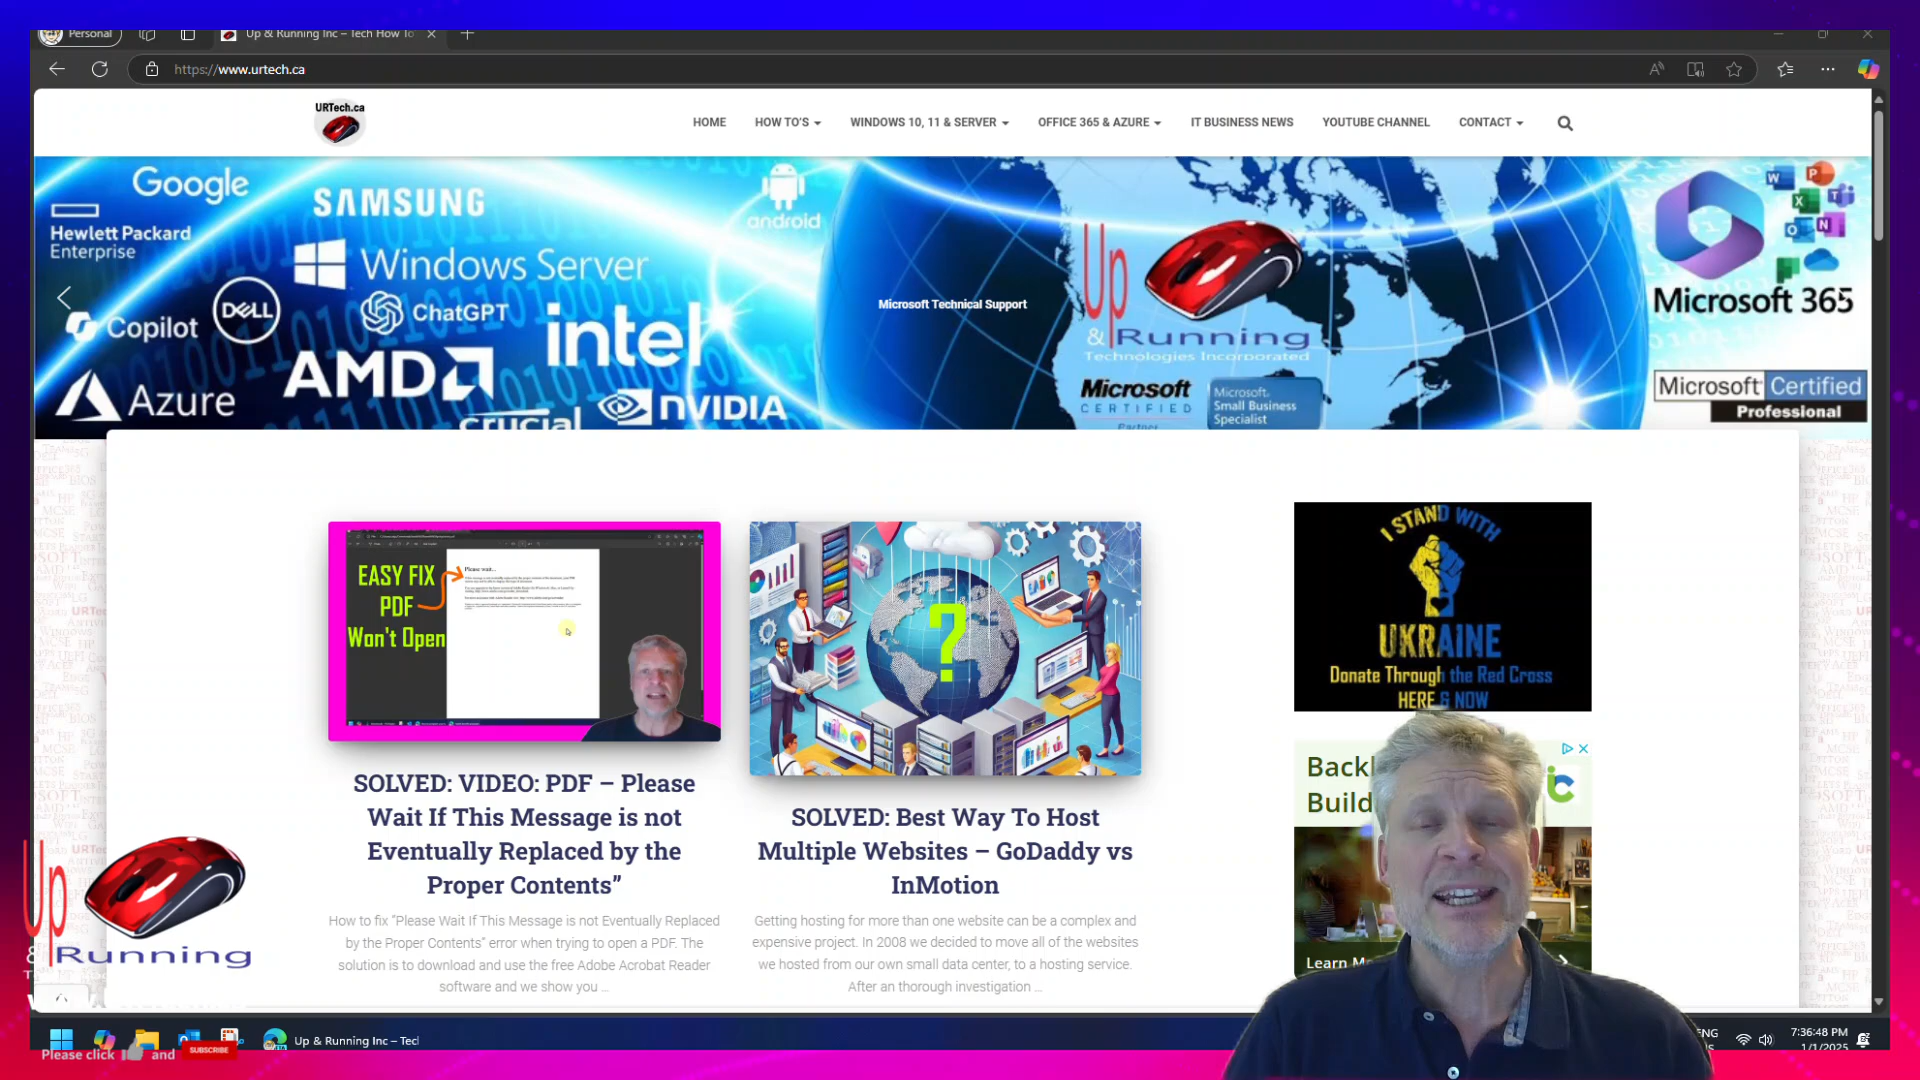 Personal
Up & Running Inc – Tech How To
https://www.urtech.ca
URTech.ca
HOME
HOW TO'S
WINDOWS 10, 11 & SERVER
OFFICE 365 & AZURE
IT BUSINESS NEWS
YOUTUBE CHANNEL
CONTACT
Google
SAMSUNG
android
Hewlett Packard
Enterprise
Windows Server
Copilot
DELL
ChatGPT
intel
AMD
Azure
crucial
NVIDIA
Microsoft Technical Support
Up
& Running
Technologies Incorporated
Microsoft
CERTIFIED
Partner
Microsoft
Small Business
Specialist
Microsoft 365
Microsoft Certified
Professional
EASY FIX
PDF
Won't Open
Please wait...
?
I STAND WITH
UKRAINE
Donate Through the Red Cross
HERE & NOW
SOLVED: VIDEO: PDF – Please
Wait If This Message is not
Eventually Replaced by the
Proper Contents”
How to fix “Please Wait If This Message is not Eventually Replaced
by the Proper Contents” error when trying to open a PDF. The
solution is to download and use the free Adobe Acrobat Reader
software and we show you ...
SOLVED: Best Way To Host
Multiple Websites – GoDaddy vs
InMotion
Getting hosting for more than one website can be a complex and
expensive project. In 2008 we decided to move all of the websites
we hosted from our own small data center, to a hosting service.
After an thorough investigation ...
Back
Build
Learn M
Up
& Running
Up & Running Inc – Tecl
Please click and SUBSCRIBE
NG
7:36:48 PM
1/1/2025